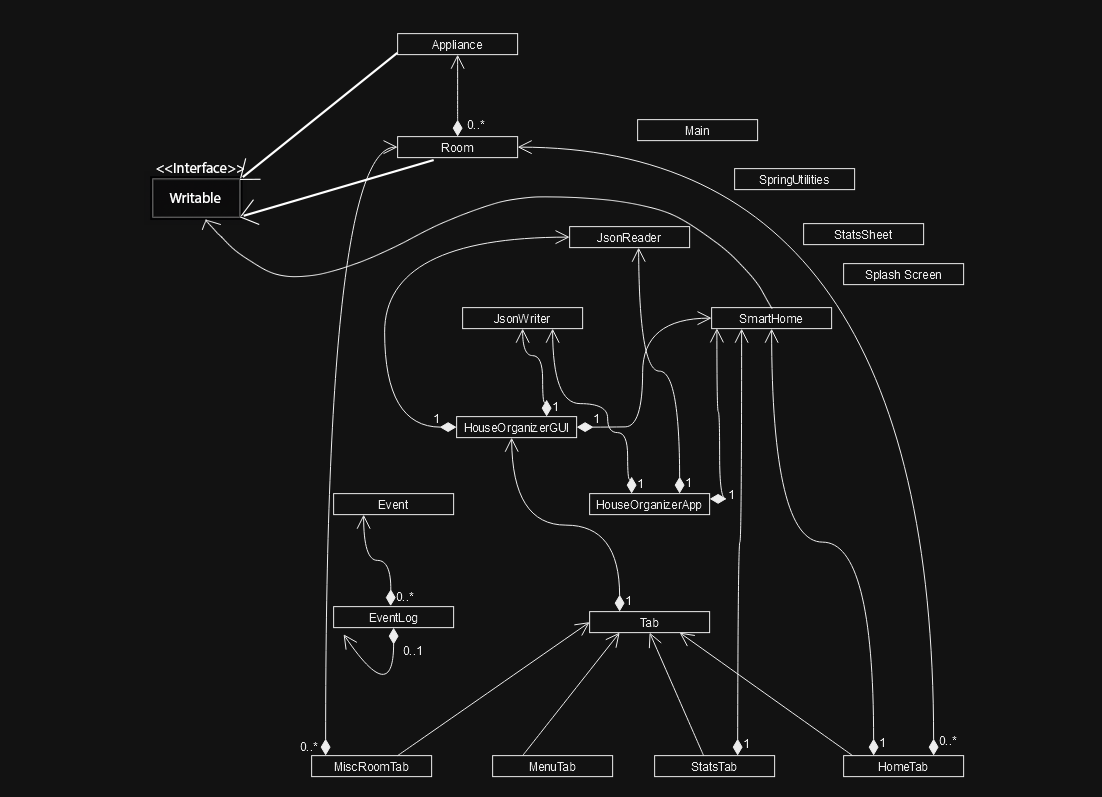 Appliance
0..*
Main
Room
<<Interface>>
SpringUtilities
Writable
StatsSheet
JsonReader
Splash Screen
JsonWriter
SmartHome
1
1
1
HouseOrganizerGUI
1
1
1
Event
HouseOrganizerApp
0..*
1
EventLog
Tab
0..1
0..*
1
1
0..*
MiscRoomTab
MenuTab
StatsTab
HomeTab